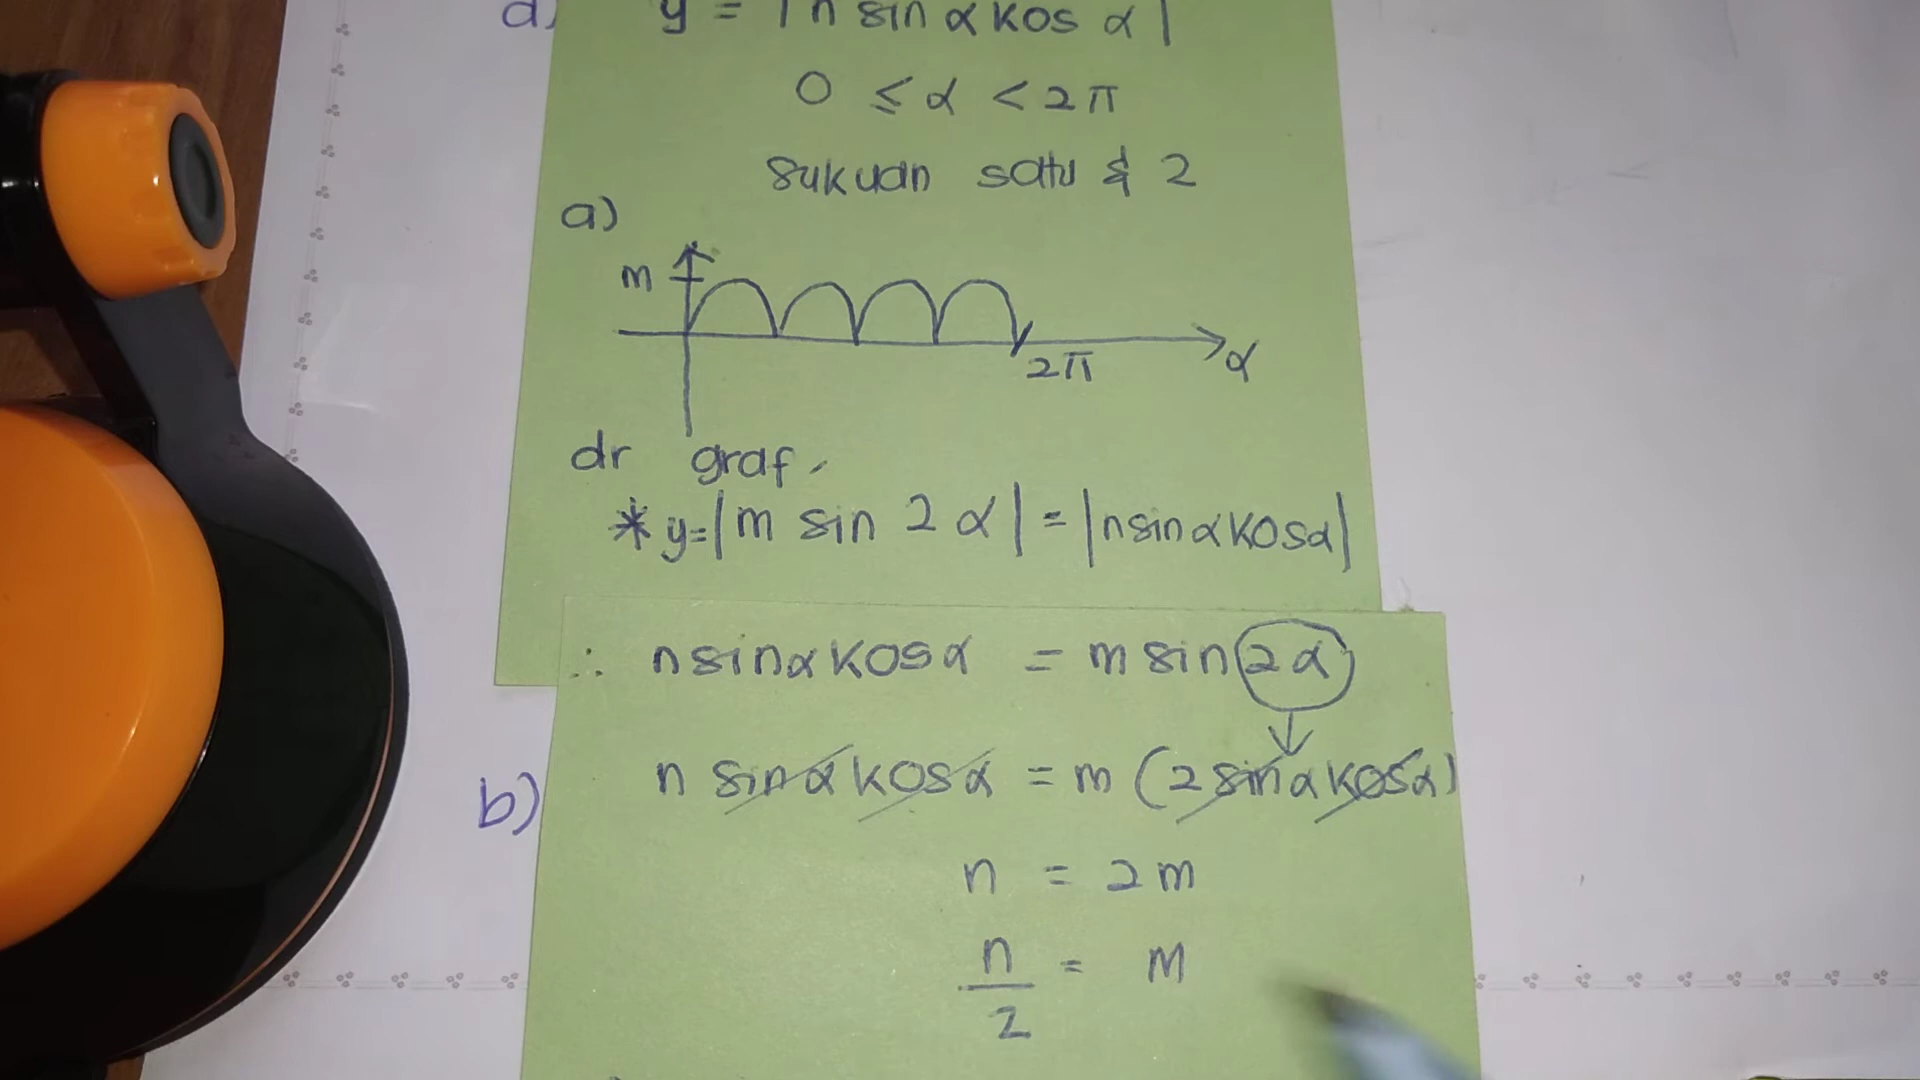 a) y = |n sin α kos α|
0 ≤ α < 2π
sukuan satu & 2
a)
m
2π α
dr graf,
* y=|m sin 2α| = |n sin α kos α|
∴ n sin α kos α = m sin 2α
b) n sin α kos α = m (2 sin α kos α)
n = 2m
n/2 = m